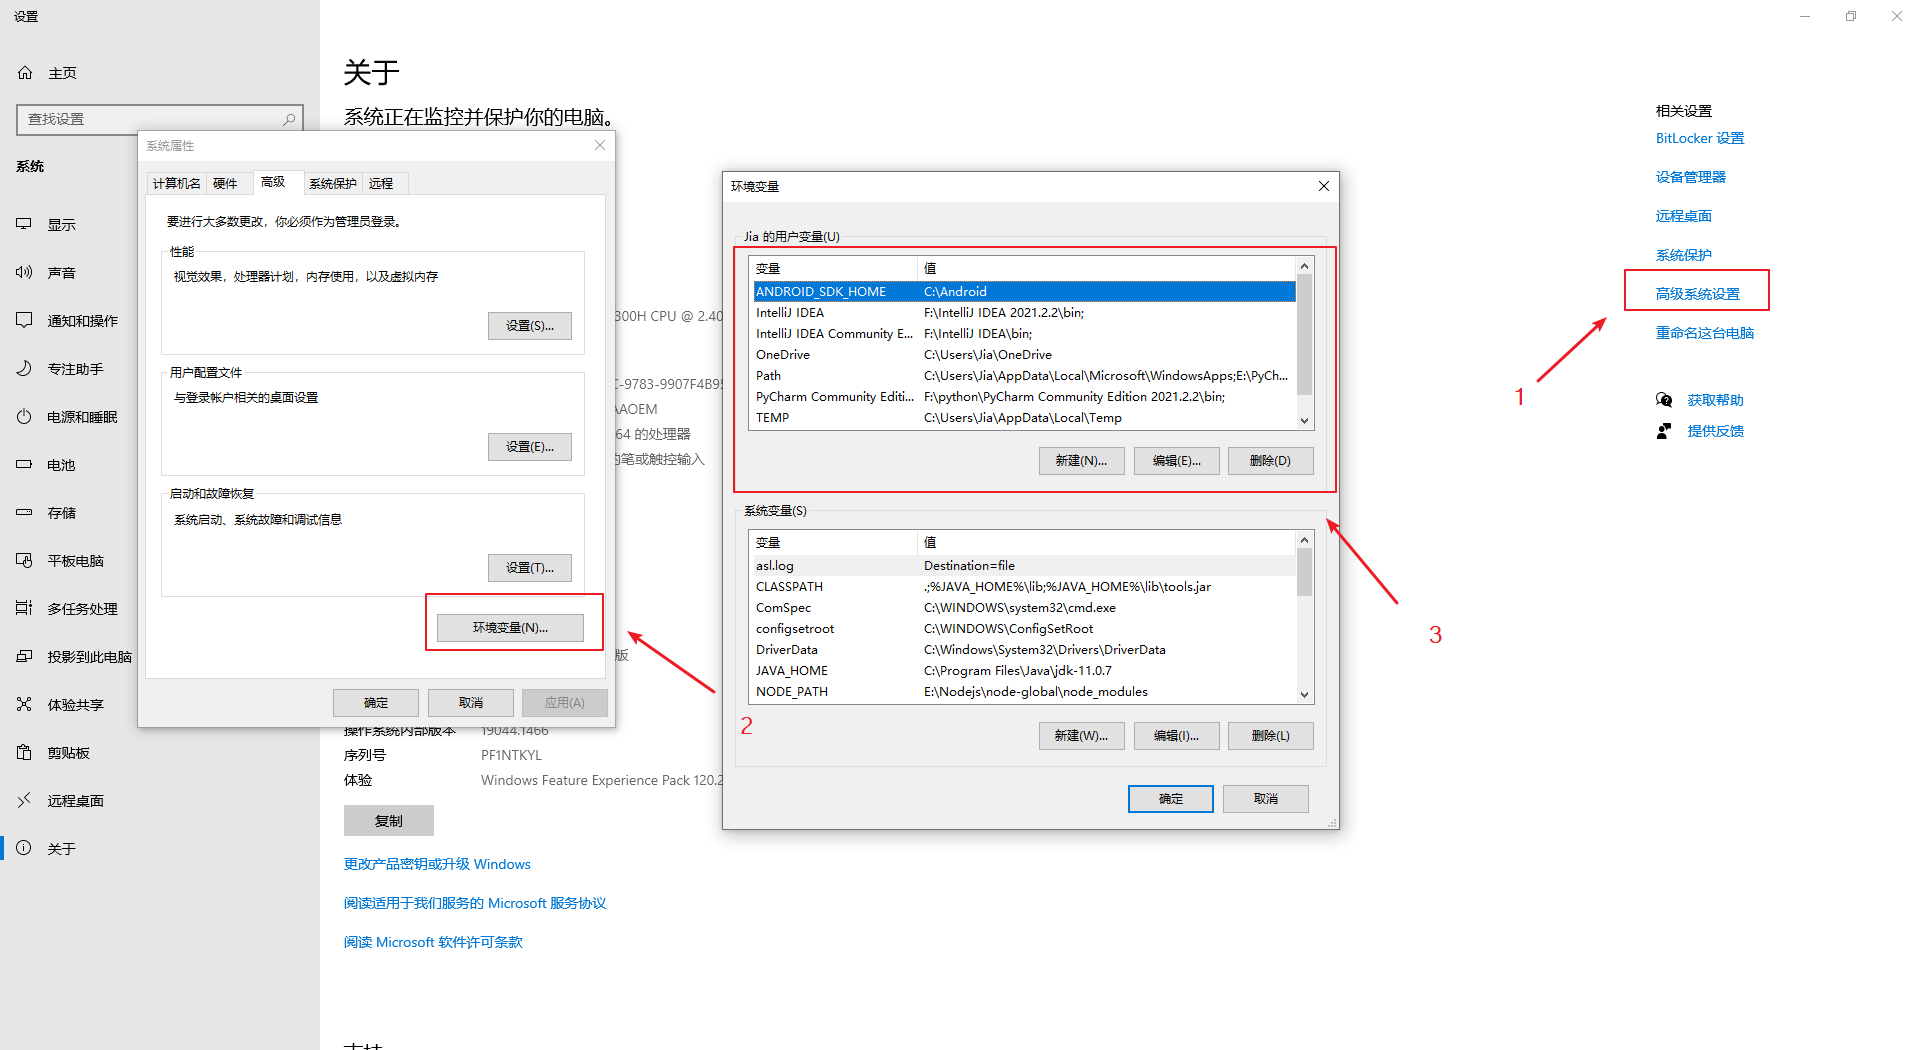 设置
主页
查找设置
系统
显示
声音
通知和操作
专注助手
电源和睡眠
电池
存储
平板电脑
多任务处理
投影到此电脑
体验共享
剪贴板
远程桌面
关于
关于
系统正在监控并保护你的电脑。
300H CPU @ 2.40
-9783-9907F4B95
AOEM
64 的处理器
笔或触控输入
版
操作系统内部版本 19044.1466
序列号 PF1NTKYL
体验 Windows Feature Experience Pack 120.2
复制
更改产品密钥或升级 Windows
阅读适用于我们服务的 Microsoft 服务协议
阅读 Microsoft 软件许可条款
系统属性
计算机名 硬件 高级 系统保护 远程
要进行大多数更改，你必须作为管理员登录。
性能
视觉效果，处理器计划，内存使用，以及虚拟内存
设置(S)...
用户配置文件
与登录帐户相关的桌面设置
设置(E)...
启动和故障恢复
系统启动、系统故障和调试信息
设置(T)...
环境变量(N)...
确定 取消 应用(A)
2
环境变量
Jia 的用户变量(U)
变量 值
ANDROID_SDK_HOME C:\Android
IntelliJ IDEA F:\IntelliJ IDEA 2021.2.2\bin;
IntelliJ IDEA Community E... F:\IntelliJ IDEA\bin;
OneDrive C:\Users\Jia\OneDrive
Path C:\Users\Jia\AppData\Local\Microsoft\WindowsApps;E:\PyCh...
PyCharm Community Editi... F:\python\PyCharm Community Edition 2021.2.2\bin;
TEMP C:\Users\Jia\AppData\Local\Temp
新建(N)... 编辑(E)... 删除(D)
系统变量(S)
变量 值
asl.log Destination=file
CLASSPATH .;%JAVA_HOME%\lib;%JAVA_HOME%\lib\tools.jar
ComSpec C:\WINDOWS\system32\cmd.exe
configsetroot C:\WINDOWS\ConfigSetRoot
DriverData C:\Windows\System32\Drivers\DriverData
JAVA_HOME C:\Program Files\Java\jdk-11.0.7
NODE_PATH E:\Nodejs\node-global\node_modules
新建(W)... 编辑(I)... 删除(L)
确定 取消
3
相关设置
BitLocker 设置
设备管理器
远程桌面
系统保护
高级系统设置
重命名这台电脑
1
获取帮助
提供反馈